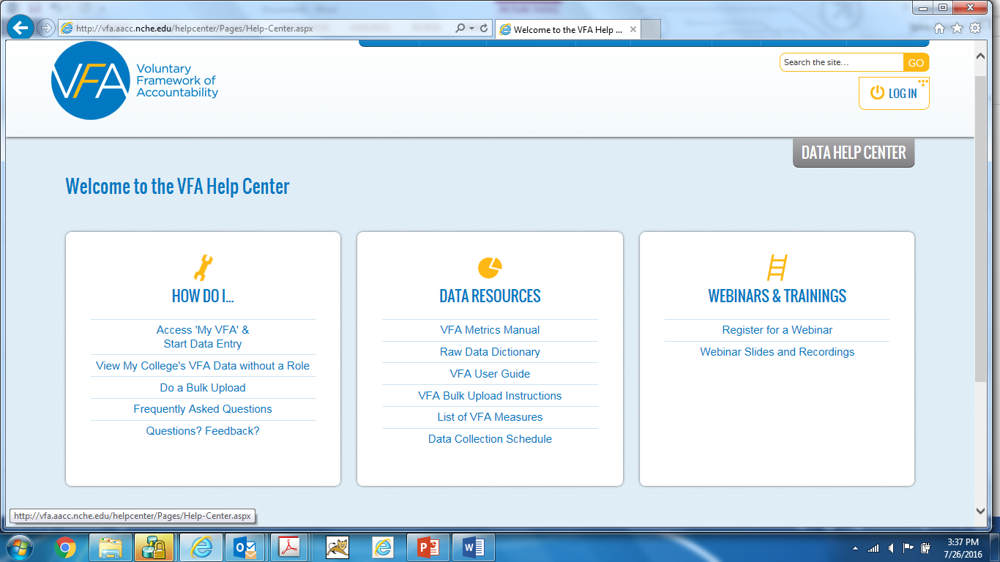 http://vfa.aacc.nche.edu/helpcenter/Pages/Help-Center.aspx
Welcome to the VFA Help ...
VFA
Voluntary
Framework of
Accountability
Search the site...
GO
LOG IN
DATA HELP CENTER
Welcome to the VFA Help Center
HOW DO I...
Access 'My VFA' &
Start Data Entry
View My College's VFA Data without a Role
Do a Bulk Upload
Frequently Asked Questions
Questions? Feedback?
DATA RESOURCES
VFA Metrics Manual
Raw Data Dictionary
VFA User Guide
VFA Bulk Upload Instructions
List of VFA Measures
Data Collection Schedule
WEBINARS & TRAININGS
Register for a Webinar
Webinar Slides and Recordings
http://vfa.aacc.nche.edu/helpcenter/Pages/Help-Center.aspx
3:37 PM
7/26/2016